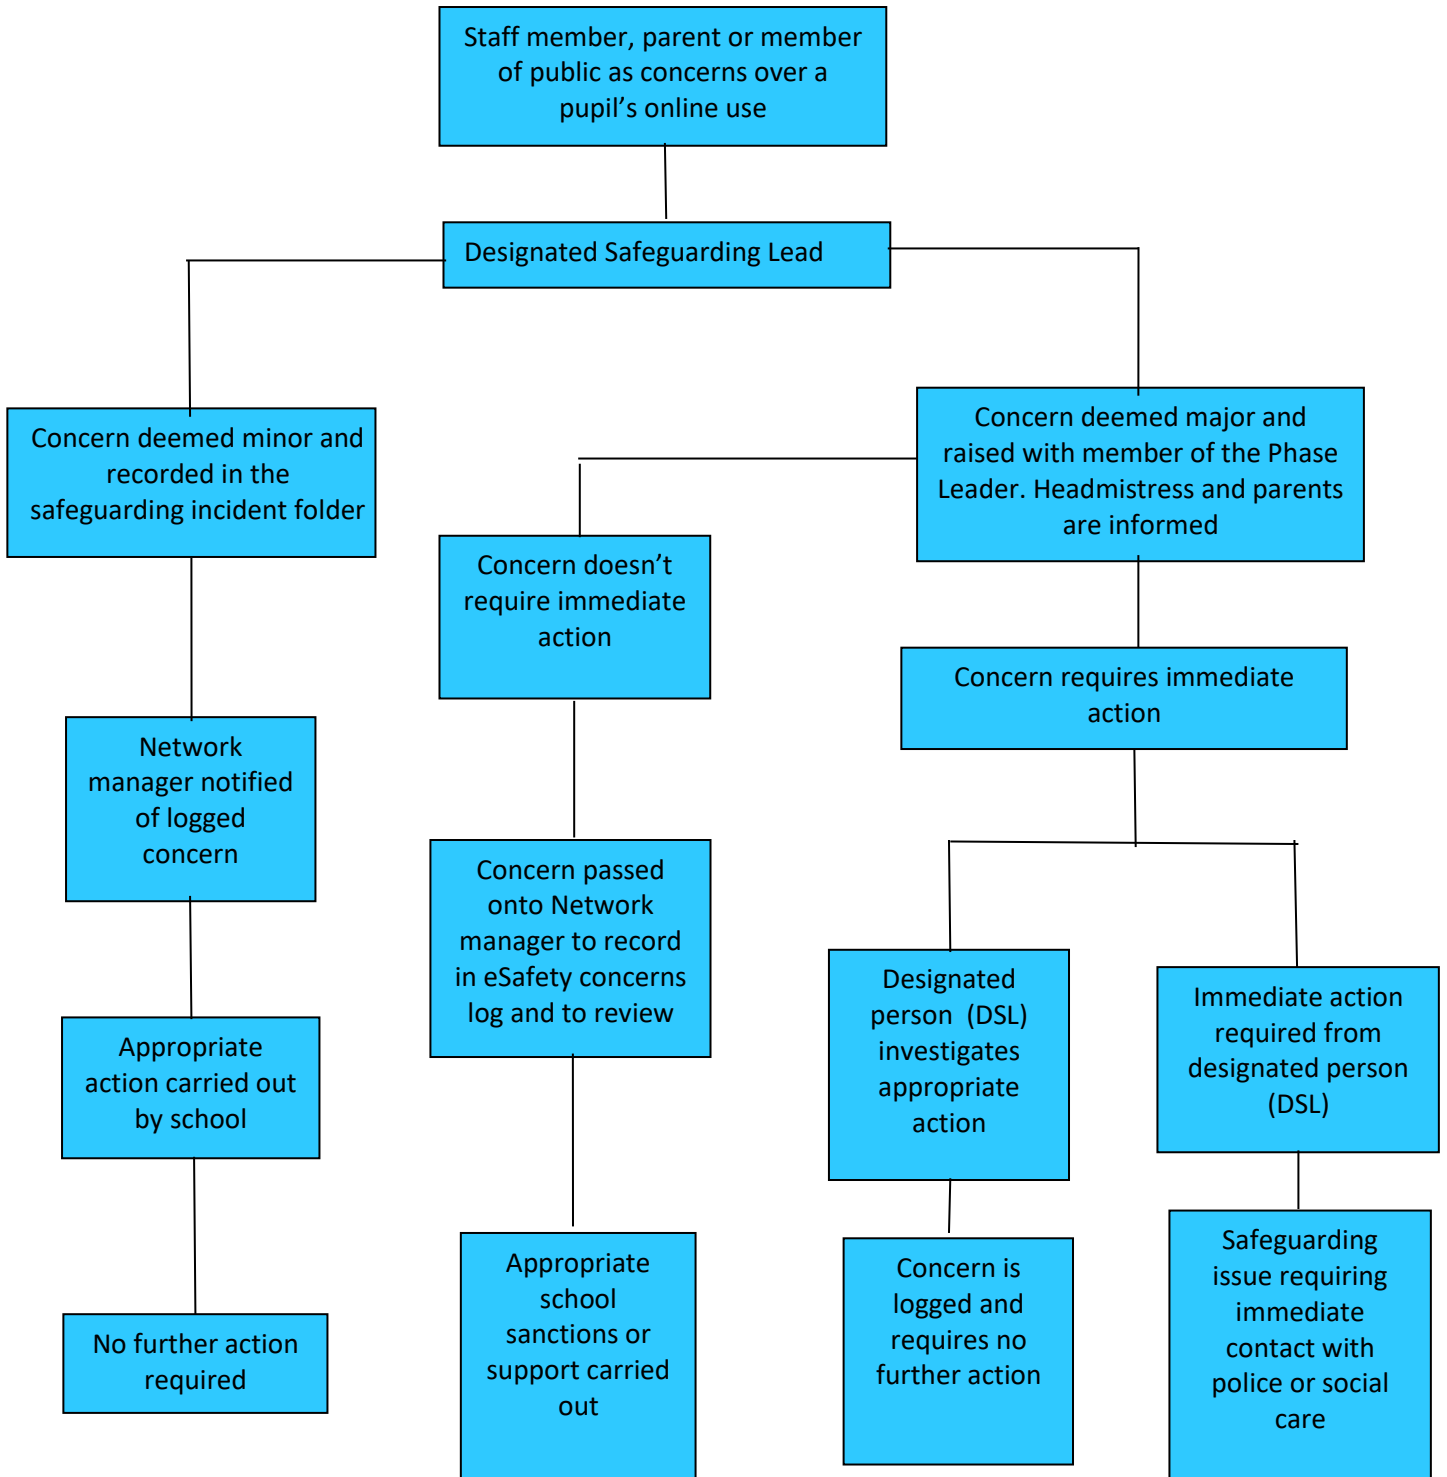 Staff member, parent or member
of public as concerns over a
pupil's online use
Designated Safeguarding Lead
Concern deemed minor and
recorded in the
safeguarding incident folder
Concern deemed major and
raised with member of the Phase
Leader. Headmistress and parents
are informed
Concern doesn’t
require immediate
action
Concern requires immediate
action
Network
manager notified
of logged
concern
Concern passed
onto Network
manager to record
in eSafety concerns
log and to review
Designated
person (DSL)
investigates
appropriate
action
Immediate action
required from
designated person
(DSL)
Appropriate
action carried out
by school
Appropriate
school
sanctions or
support carried
out
Concern is
logged and
requires no
further action
Safeguarding
issue requiring
immediate
contact with
police or social
care
No further action
required